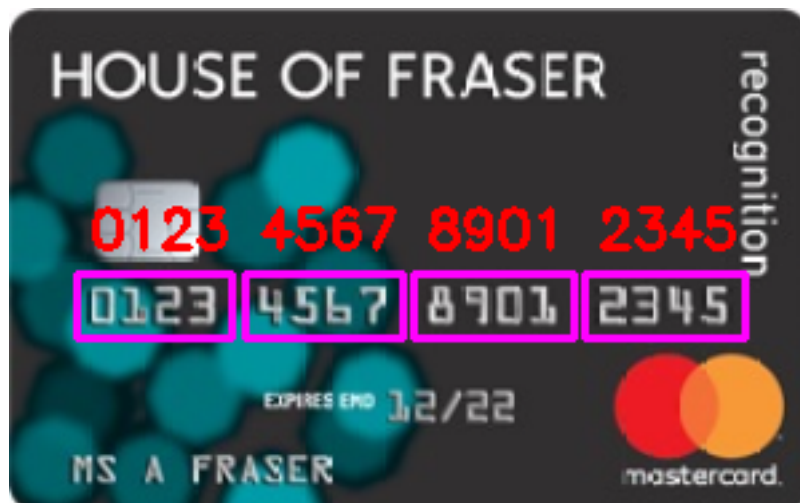 HOUSE OF FRASER
recognition
0123 4567 8901 2345
0123 4567 8901 2345
EXPIRES END 12/22
MS A FRASER
mastercard.